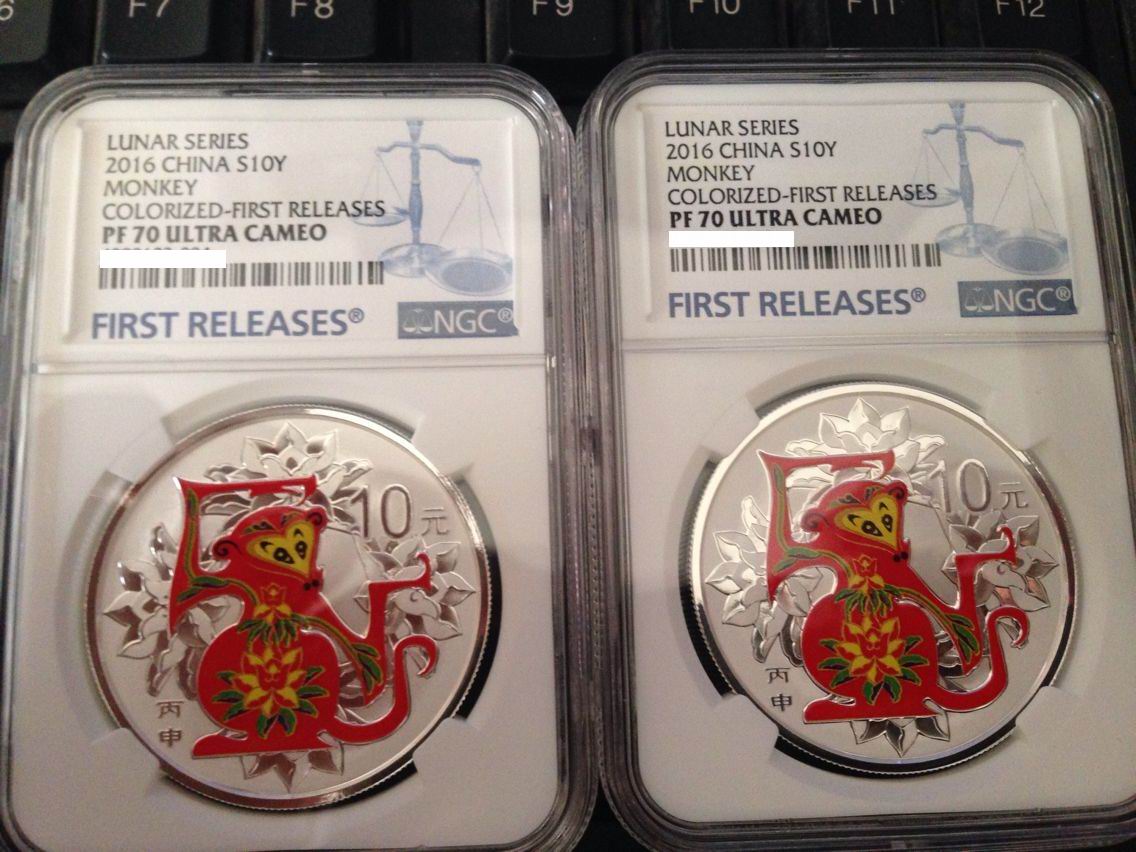 F7
F8
F9
F10
F11
F12
LUNAR SERIES
2016 CHINA S10Y
MONKEY
COLORIZED-FIRST RELEASES
PF 70 ULTRA CAMEO
FIRST RELEASES®
NGC®
10元
丙
申
LUNAR SERIES
2016 CHINA S10Y
MONKEY
COLORIZED-FIRST RELEASES
PF 70 ULTRA CAMEO
FIRST RELEASES®
NGC®
10元
丙
申